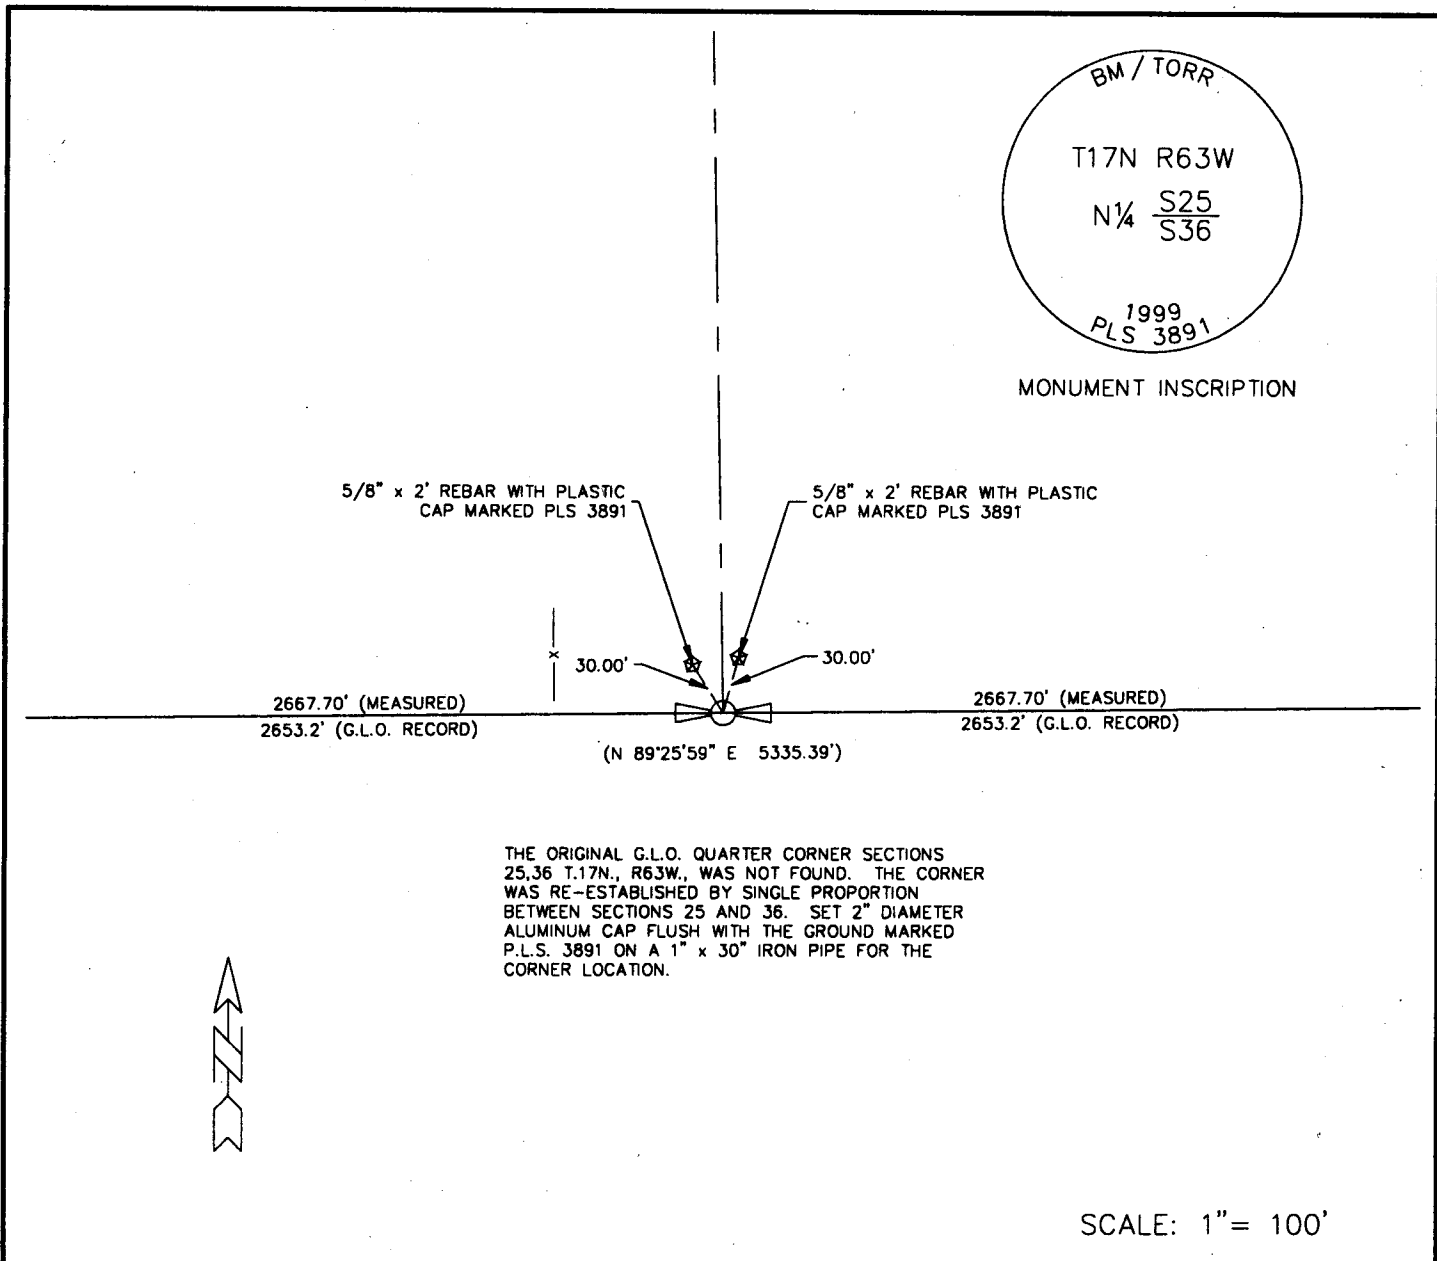 BM / TORR
T17N R63W
N¼ S25
S36
1999
PLS 3891
MONUMENT INSCRIPTION
5/8" x 2' REBAR WITH PLASTIC
CAP MARKED PLS 3891
5/8" x 2' REBAR WITH PLASTIC
CAP MARKED PLS 3891
x
30.00'
30.00'
2667.70' (MEASURED)
2653.2' (G.L.O. RECORD)
2667.70' (MEASURED)
2653.2' (G.L.O. RECORD)
(N 89°25'59" E 5335.39')
THE ORIGINAL G.L.O. QUARTER CORNER SECTIONS
25,36 T.17N., R63W., WAS NOT FOUND. THE CORNER
WAS RE-ESTABLISHED BY SINGLE PROPORTION
BETWEEN SECTIONS 25 AND 36. SET 2" DIAMETER
ALUMINUM CAP FLUSH WITH THE GROUND MARKED
P.L.S. 3891 ON A 1" x 30" IRON PIPE FOR THE
CORNER LOCATION.
N
SCALE: 1"= 100'